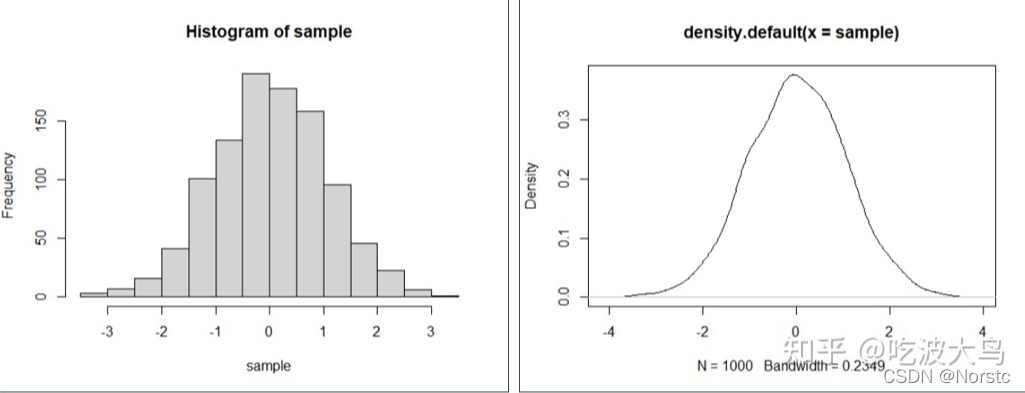 Histogram of sample
Frequency
150
100
50
0
-3 -2 -1 0 1 2 3
sample
density.default(x = sample)
Density
0.3
0.2
0.1
0.0
-4 -2 0 2 4
N = 1000 Bandwidth = 0.2349
知乎 @吃波大鸟
CSDN @Norstc